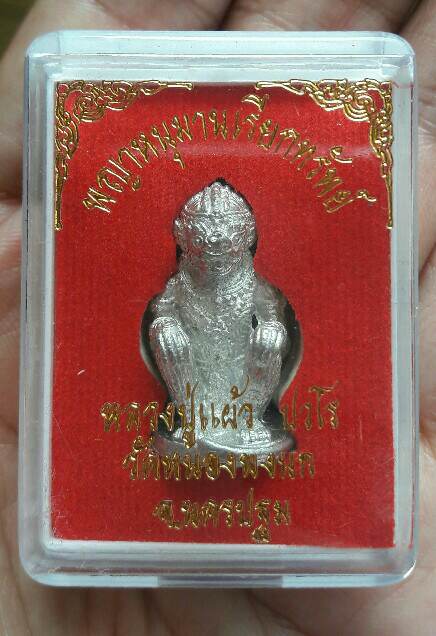 พญาหนุมานเรียกทรัพย์
หลวงปู่แผ้ว ปวโร
วัดหนองพงนก
จ.นครปฐม